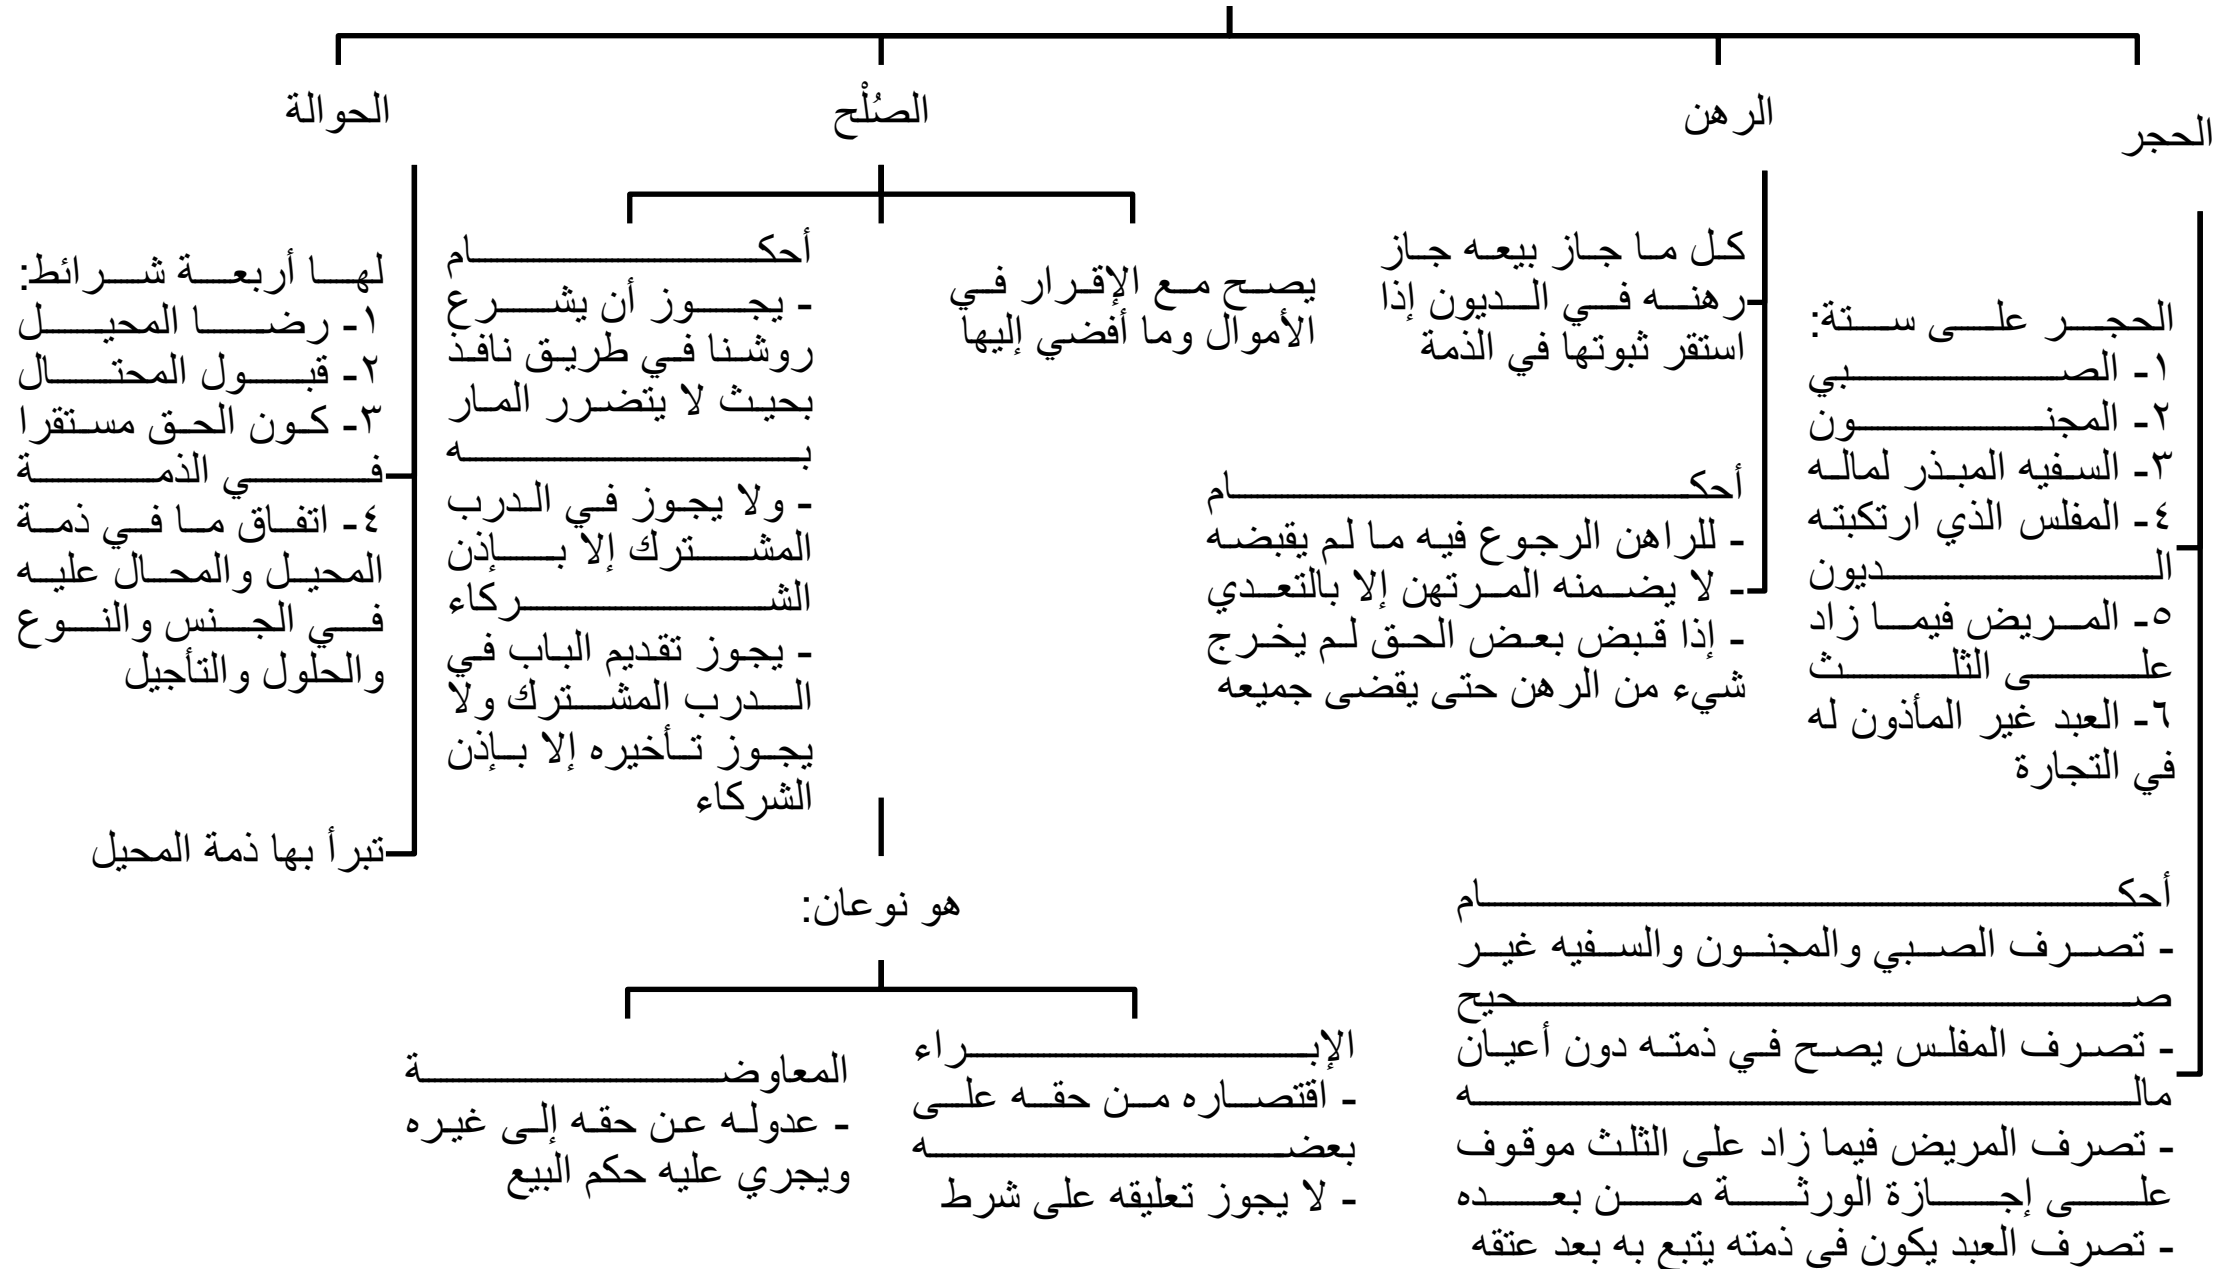 الحجر
الحجر على ستة:
١- الصبي
٢- المجنون
٣- السفيه المبذر لماله
٤- المفلس الذي ارتكبته
الديون
٥- المريض فيما زاد
على الثلث
٦- العبد غير المأذون له
في التجارة
أحكام
- تصرف الصبي والمجنون والسفيه غير
صحيح
- تصرف المفلس يصح في ذمته دون أعيان
ماله
- تصرف المريض فيما زاد على الثلث موقوف
على إجازة الورثة من بعده
- تصرف العبد يكون في ذمته يتبع به بعد عتقه
الرهن
كل ما جاز بيعه جاز
رهنه في الديون إذا
استقر ثبوتها في الذمة
أحكام
- للراهن الرجوع فيه ما لم يقبضه
- لا يضمنه المرتهن إلا بالتعدي
- إذا قبض بعض الحق لم يخرج
شيء من الرهن حتى يقضى جميعه
الصُلْح
يصح مع الإقرار في
الأموال وما أفضي إليها
أحكام
- يجوز أن يشرع
روشنا في طريق نافذ
بحيث لا يتضرر المار
به
- ولا يجوز في الدرب
المشترك إلا بإذن
الشركاء
- يجوز تقديم الباب في
الدرب المشترك ولا
يجوز تأخيره إلا بإذن
الشركاء
هو نوعان:
الإبراء
- اقتصاره من حقه على
بعضه
- لا يجوز تعليقه على شرط
المعاوضة
- عدوله عن حقه إلى غيره
ويجري عليه حكم البيع
الحوالة
لها أربعة شرائط:
١- رضا المحيل
٢- قبول المحتال
٣- كون الحق مستقرا
في الذمة
٤- اتفاق ما في ذمة
المحيل والمحال عليه
في الجنس والنوع
والحلول والتأجيل
تبرأ بها ذمة المحيل